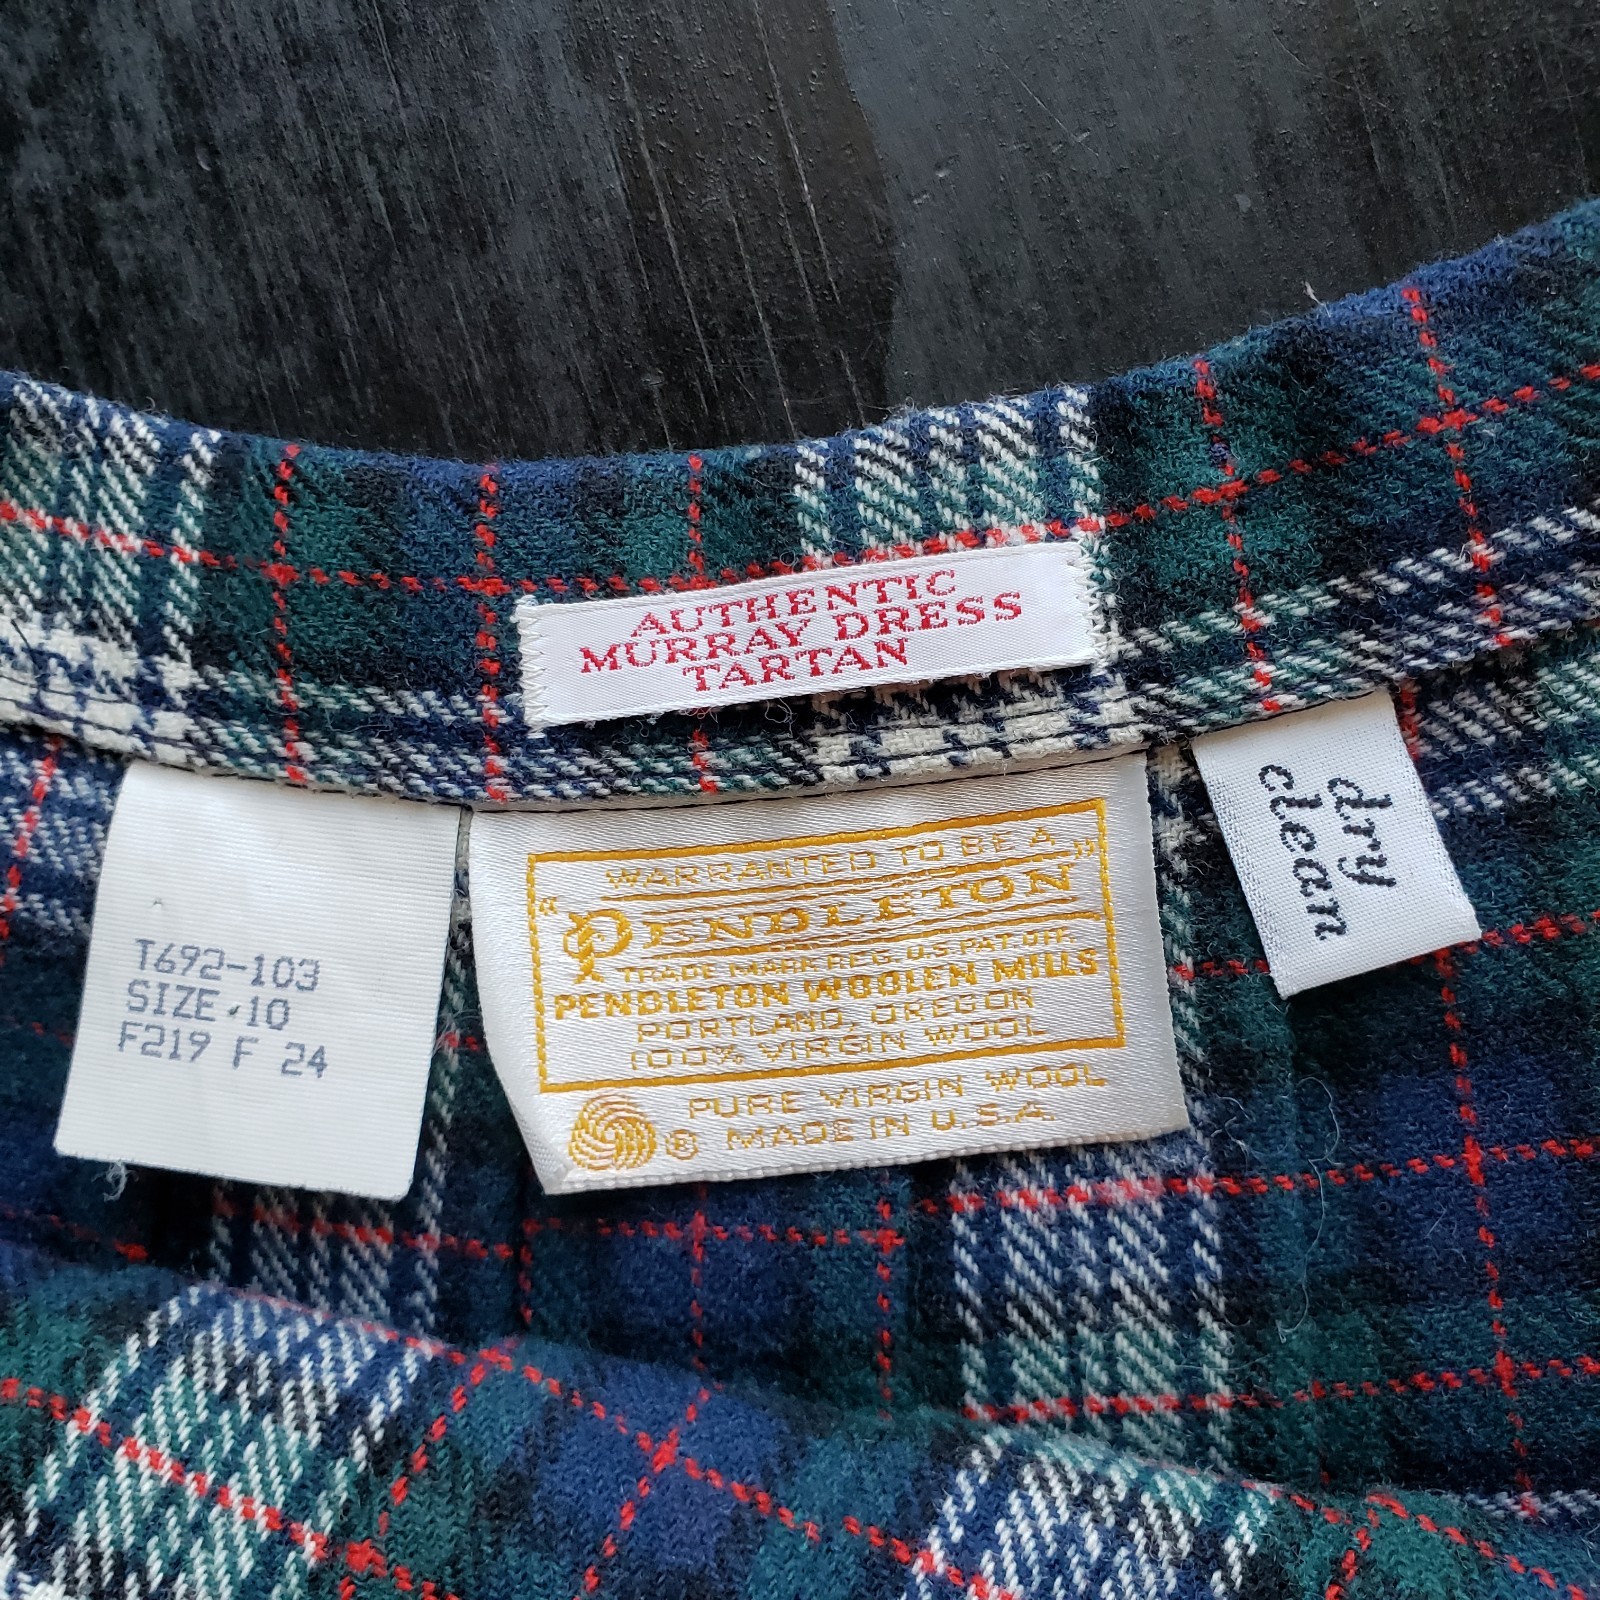 AUTHENTIC
MURRAY DRESS
TARTAN
T692-103
SIZE 10
F219 F 24
WARRANTED TO BE A
"PENDLETON"
TRADE MARK REG. U.S. PAT. OFF.
PENDLETON WOOLEN MILLS
PORTLAND, OREGON
100% VIRGIN WOOL
PURE VIRGIN WOOL
® MADE IN U.S.A.
dry
clean